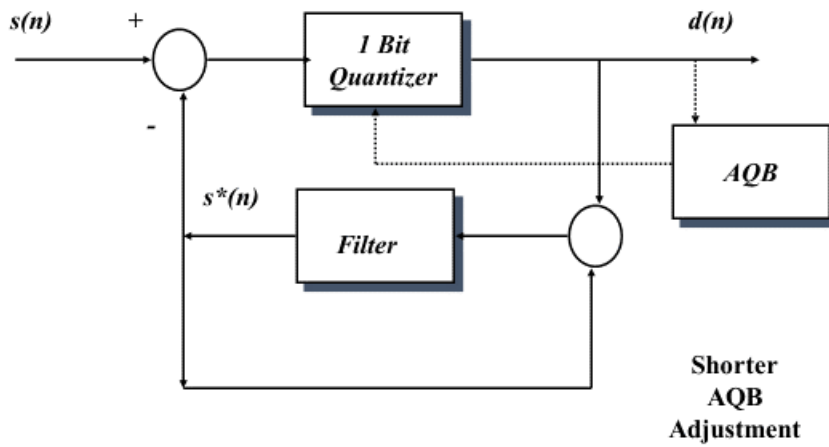 s(n)
+
1 Bit
Quantizer
d(n)
-
AQB
s*(n)
Filter
Shorter
AQB
Adjustment